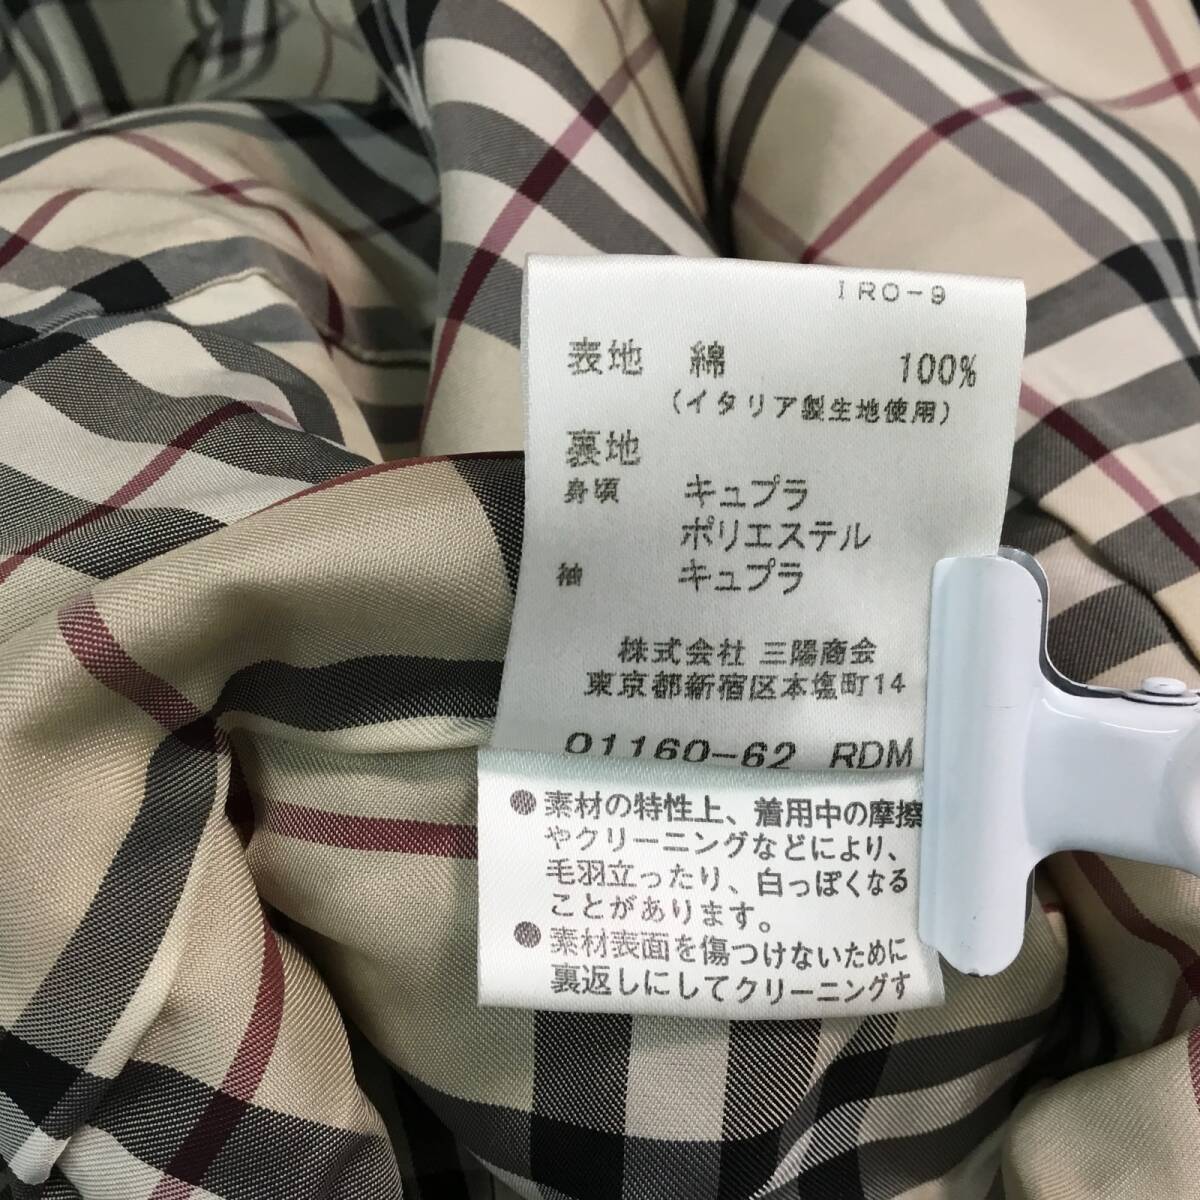 IRO-9
表地 綿 100%
(イタリア製生地使用)
裏地
身頃 キュプラ
ポリエステル
袖 キュプラ
株式会社 三陽商会
東京都新宿区本塩町14
01160-62 RDM
●素材の特性上、着用中の摩擦
やクリーニングなどにより、
毛羽立ったり、白っぽくなる
ことがあります。
●素材表面を傷つけないために
裏返しにしてクリーニングす